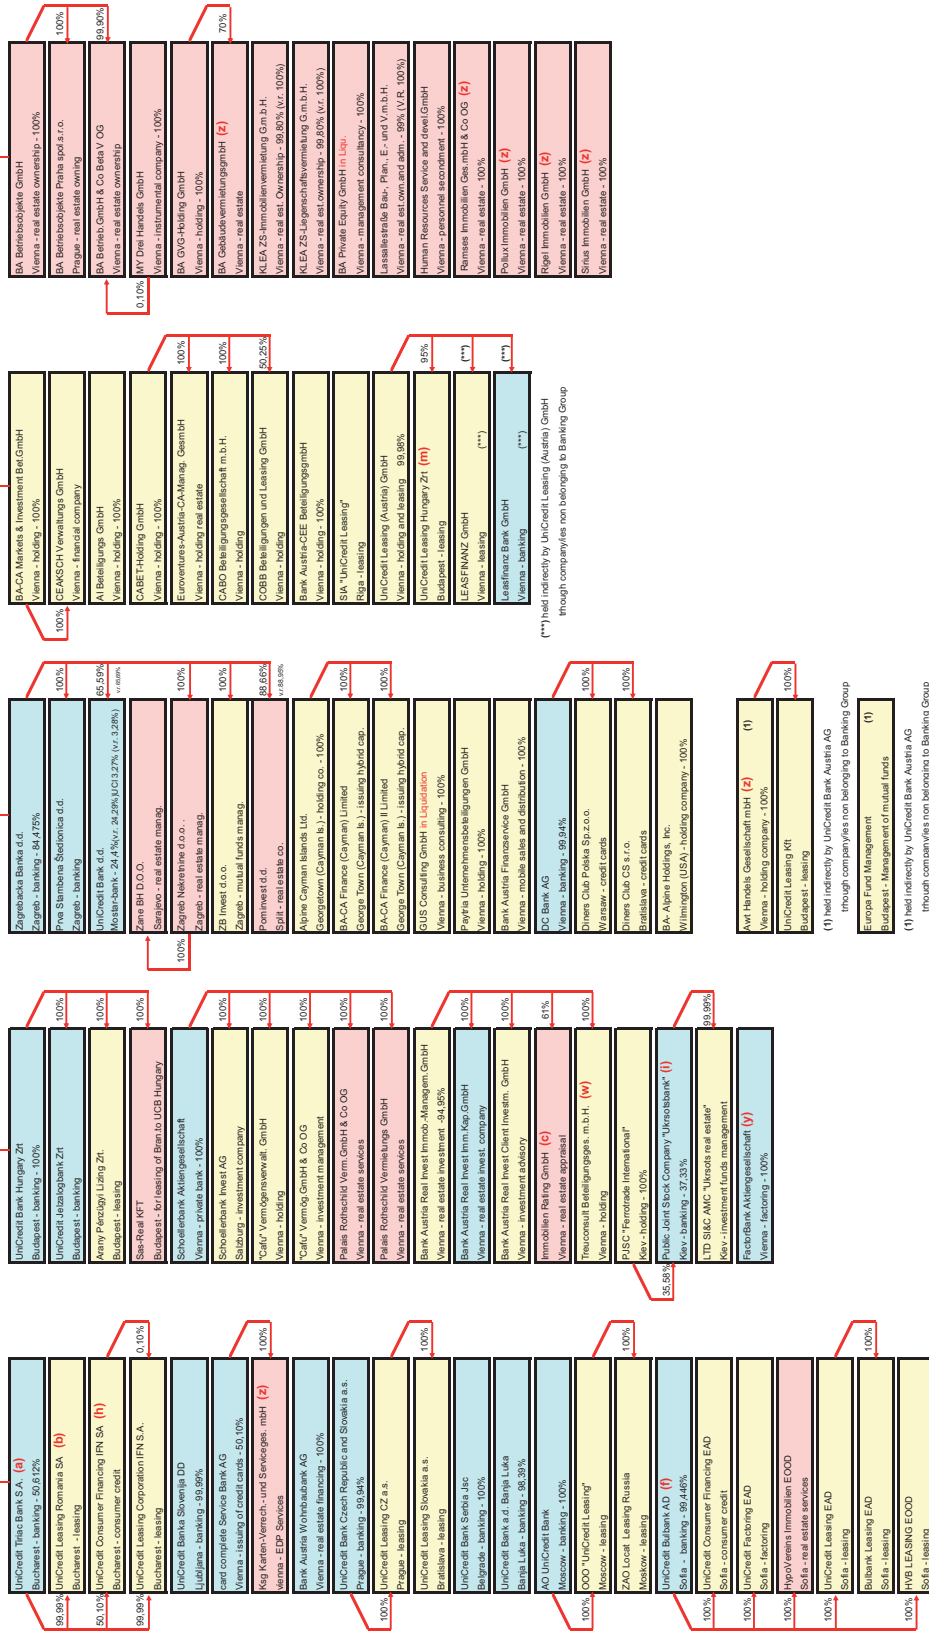 UniCredit Tiriac Bank S.A. (a)
Bucharest - banking - 50,612%
UniCredit Leasing Romania SA (b)
Bucharest - leasing
99,99%
UniCredit Consumer Financing IFN SA (h)
Bucharest - consumer credit
50,10%
UniCredit Leasing Corporation IFN S.A.
Bucharest - leasing
99,99%
0,10%
UniCredit Banka Slovenija DD
Ljubljana - banking - 99,99%
card complete Service Bank AG
Vienna - issuing of credit cards - 50,10%
Ksg Karten-Verrech.- und Serviceges. mbH (z)
vienna - EDP Services
100%
Bank Austria Wohnbaubank AG
Vienna - real estate financing - 100%
UniCredit Bank Czech Republic and Slovakia a.s.
Prague - banking - 99,94%
UniCredit Leasing CZ a.s.
Prague - leasing
100%
UniCredit Leasing Slovakia a.s.
Bratislava - leasing
100%
UniCredit Bank Serbia Jsc
Belgrade - banking - 100%
UniCredit Bank a.d. Banja Luka
Banja Luka - banking - 98,39%
AO UniCredit Bank
Moscow - banking - 100%
OOO "UniCredit Leasing"
Moscow - leasing
100%
ZAO Locat Leasing Russia
Moscow - leasing
100%
UniCredit Bulbank AD (f)
Sofia - banking - 99,446%
UniCredit Consumer Financing EAD
Sofia - consumer credit
100%
UniCredit Factoring EAD
Sofia - factoring
100%
HypoVereins Immobilien EOOD
Sofia - real estate services
100%
UniCredit Leasing EAD
Sofia - leasing
100%
Bulbank Leasing EAD
Sofia - leasing
100%
HVB LEASING EOOD
Sofia - leasing
100%
UniCredit Bank Hungary Zrt
Budapest - banking - 100%
UniCredit Jelzalogbank Zrt
Budapest - banking
100%
Arany Pénzügyi Lizing Zrt.
Budapest - leasing
100%
Sas-Real KFT
Budapest - for leasing of Bran.to UCB Hungary
100%
Schoellerbank Aktiengesellschaft
Vienna - private bank - 100%
Schoellerbank Invest AG
Salzburg - investment company
100%
"Cafu" Vermögensverwalt. GmbH
Vienna - holding
100%
"Cafu" Vermög.GmbH & Co OG
Vienna - investment management
100%
Palais Rothschild Verm.GmbH & Co OG
Vienna - real estate services
100%
Palais Rothschild Vermietungs GmbH
Vienna - real estate services
100%
Bank Austria Real Invest Immob.-Managem.GmbH
Vienna - real estate investment -94,95%
Bank Austria Real Invest Imm.Kap.GmbH
Vienna - real estate invest. company
100%
Bank Austria Real Invest Client Investm. GmbH
Vienna - investment advisory
100%
Immobilien Rating GmbH (c)
Vienna - real estate appraisal
61%
Treuconsult Beteiligungsges. m.b.H. (w)
Vienna - holding
100%
PJSC "Ferrotrade International"
Kiev - holding - 100%
Public Joint Stock Company "Ukrsotsbank" (i)
Kiev - banking - 37,33%
35,58%
LTD SI&C AMC "Ukrsots real estate"
Kiev - investment funds management
99,99%
FactorBank Aktiengesellschaft (y)
Vienna - factoring - 100%
Zagrebacka Banka d.d.
Zagreb - banking - 84,475%
Prva Stambena Štedionica d.d.
Zagreb - banking
100%
UniCredit Bank d.d.
Mostar-bank - 24,4%(v.r. 24,29%)UCI 3,27% (v.r. 3,28%)
65,59%
v.r.65,69%
Zane BH D.O.O.
Sarajevo - real estate manag.
100%
Zagreb Nekretnine d.o.o. .
Zagreb - real estate manag.
100%
ZB Invest d.o.o.
Zagreb - mutual funds manag.
100%
Pominvest d.d.
Split - real estate co.
88,66%
v.r.88,95%
Alpine Cayman Islands Ltd.
Georgetown (Cayman Is.) - holding co. - 100%
BA-CA Finance (Cayman) Limited
George Town (Cayman Is.) - issuing hybrid cap.
100%
BA-CA Finance (Cayman) II Limited
George Town (Cayman Is.) - issuing hybrid cap.
100%
GUS Consulting GmbH in Liquidation
Vienna - business consulting - 100%
Paytria Unternehmensbeteiligungen GmbH
Vienna - holding - 100%
Bank Austria Finanzservice GmbH
Vienna - mobile sales and distribution - 100%
DC Bank AG
Vienna - banking - 99,94%
Diners Club Polska Sp.z.o.o.
Warsaw - credit cards
100%
Diners Club CS s.r.o.
Bratislava - credit cards
100%
BA- Alpine Holdings, Inc.
Wilmington (USA) - holding company - 100%
Awt Handels Gesellschaft mbH (z) (1)
Vienna - holding company - 100%
UniCredit Leasing Kft
Budapest - leasing
100%
(1) held indirectly by UniCredit Bank Austria AG
trhough company/ies non belonging to Banking Group
Europa Fund Management (1)
Budapest - Management of mutual funds
(1) held indirectly by UniCredit Bank Austria AG
trhough company/ies non belonging to Banking Group
BA-CA Markets & Investment Bet.GmbH
Vienna - holding - 100%
CEAKSCH Verwaltungs GmbH
Vienna - financial company
100%
AI Beteiligungs GmbH
Vienna - holding - 100%
CABET-Holding GmbH
Vienna - holding - 100%
Euroventures-Austria-CA-Manag. GesmbH
Vienna - holding real estate
100%
CABO Beteiligungsgesellschaft m.b.H.
Vienna - holding
100%
COBB Beteiligungen und Leasing GmbH
Vienna - holding
50,25%
Bank Austria-CEE BeteiligungsgmbH
Vienna - holding - 100%
SIA "UniCredit Leasing"
Riga - leasing
UniCredit Leasing (Austria) GmbH
Vienna - holding and leasing 99,98%
UniCredit Leasing Hungary Zrt (m)
Budapest - leasing
95%
LEASFINANZ GmbH
Vienna - leasing (***)
(***)
Leasfinanz Bank GmbH
Vienna - banking (***)
(***)
(***) held indirectly by UniCredit Leasing (Austria) GmbH
trhough company/ies non belonging to Banking Group
BA Betriebsobjekte GmbH
Vienna - real estate ownership - 100%
BA Betriebsobjekte Praha spol.s.r.o.
Prague - real estate owning
100%
BA Betrieb.GmbH & Co Beta V OG
Vienna - real estate ownership
99,90%
MY Drei Handels GmbH
Vienna - instrumental company - 100%
0,10%
BA GVG-Holding GmbH
Vienna - holding - 100%
BA GebäudevermietungsgmbH (z)
Vienna - real estate
70%
KLEA ZS-Immobilienvermietung G.m.b.H.
Vienna - real est. Ownership - 99,80% (v.r. 100%)
KLEA ZS-Liegenschaftsvermietung G.m.b.H.
Vienna - real est.ownership - 99,80% (v.r. 100%)
BA Private Equity GmbH in Liqu.
Vienna - management consultancy - 100%
Lassallestraße Bau-, Plan-, E.- und V.m.b.H.
Vienna - real est.own.and adm. - 99% (V.R. 100%)
Human Resources Service and devel.GmbH
Vienna - personnel secondment - 100%
Ramses Immobilien Ges.mbH & Co OG (z)
Vienna - real estate - 100%
Pollux Immobilien GmbH (z)
Vienna - real estate - 100%
Rigel Immobilien GmbH (z)
Vienna - real estate - 100%
Sirius Immobilien GmbH (z)
Vienna - real estate - 100%